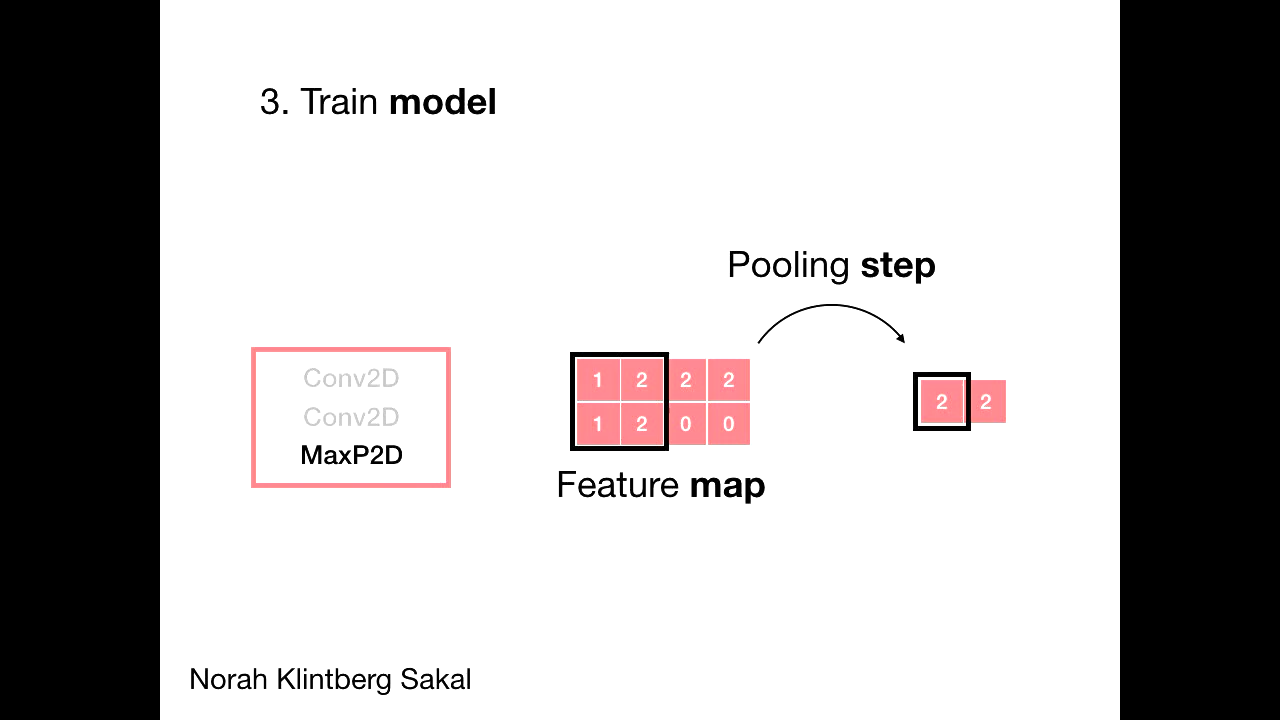 3. Train model
Pooling step
Conv2D
Conv2D
MaxP2D
1 2 2 2
1 2 0 0
2 2
Feature map
Norah Klintberg Sakal